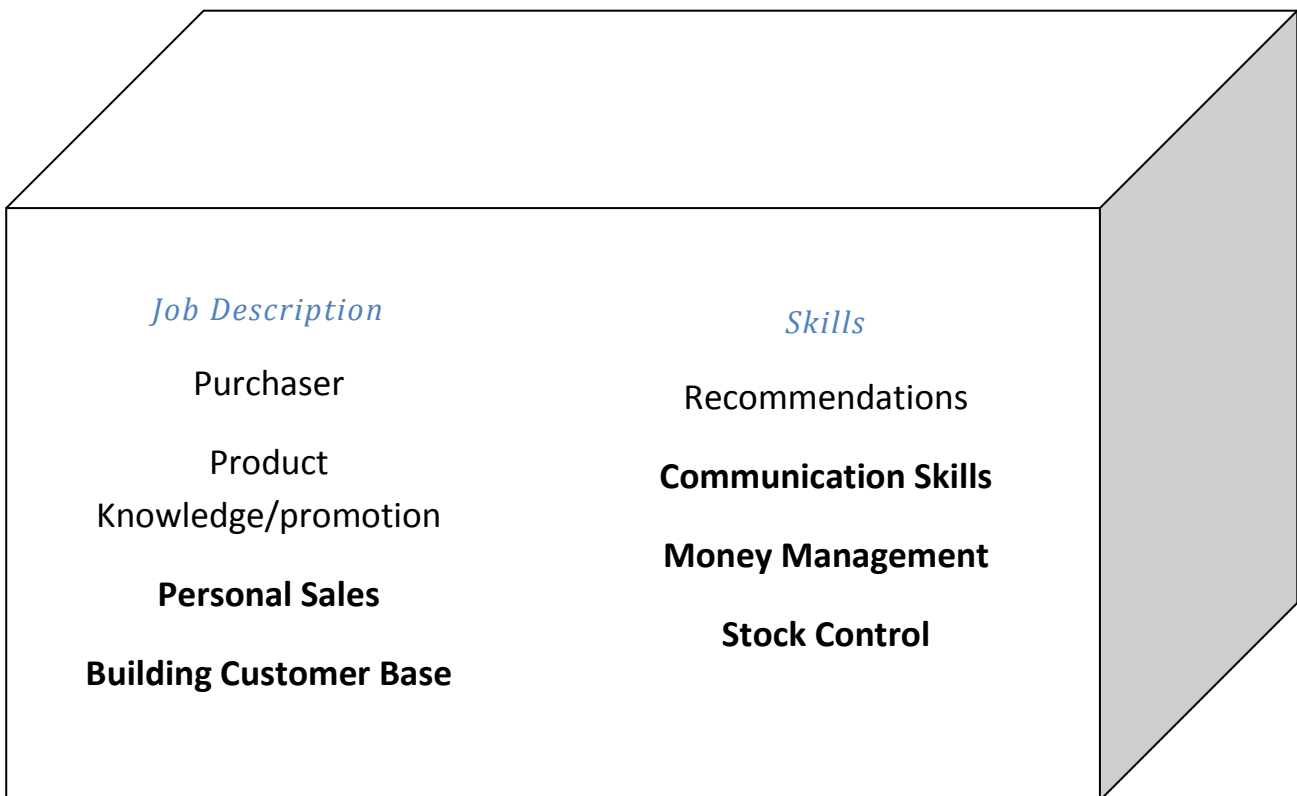 Job Description
Purchaser
Product
Knowledge/promotion
Personal Sales
Building Customer Base
Skills
Recommendations
Communication Skills
Money Management
Stock Control